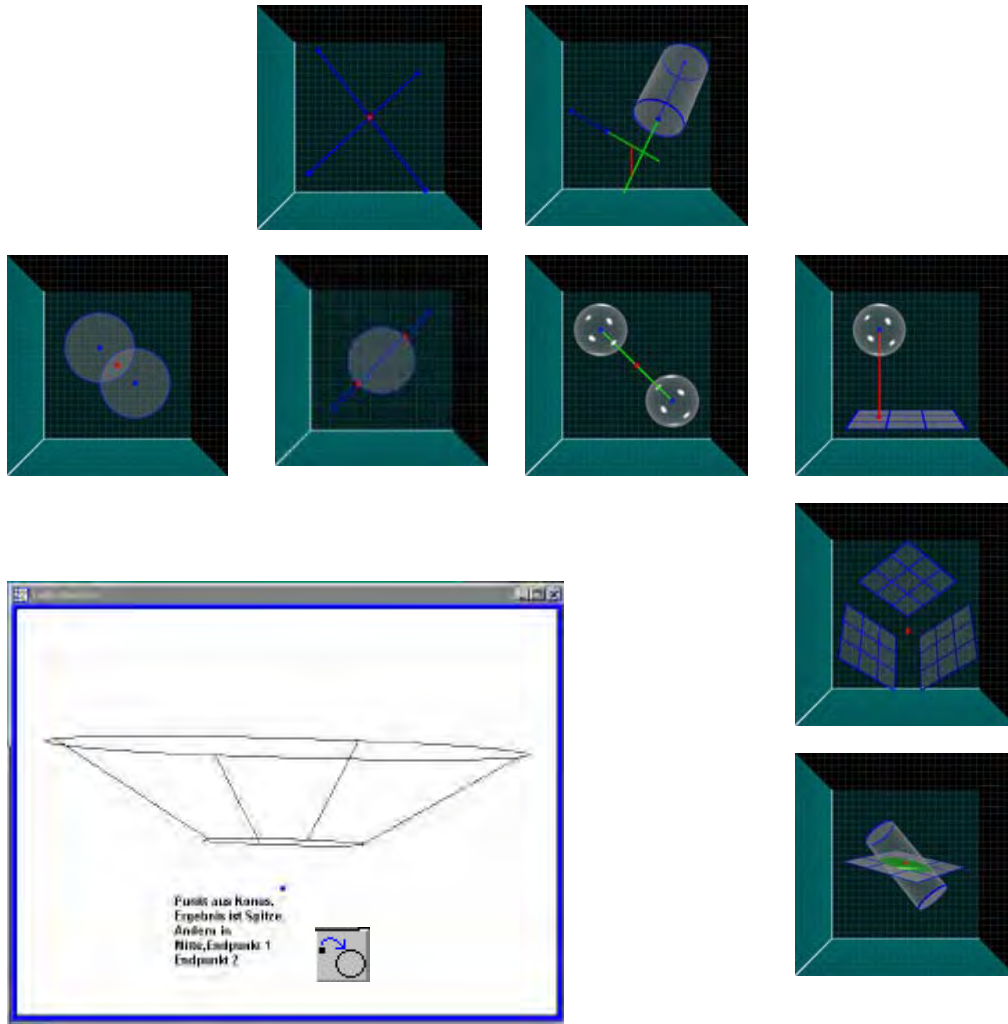 Punkt aus Konus.
Ergebnis ist Spitze.
Ändern in
Mitte,Endpunkt 1
Endpunkt 2